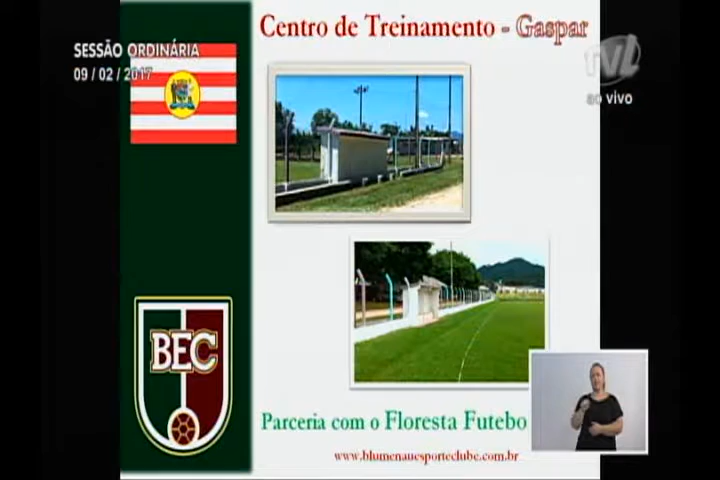 Centro de Treinamento - Gaspar
SESSÃO ORDINÁRIA
09 / 02 / 2017
TVL
ao vivo
BEC
Parceria com o Floresta Futebo
www.blumenauesporteclube.com.br